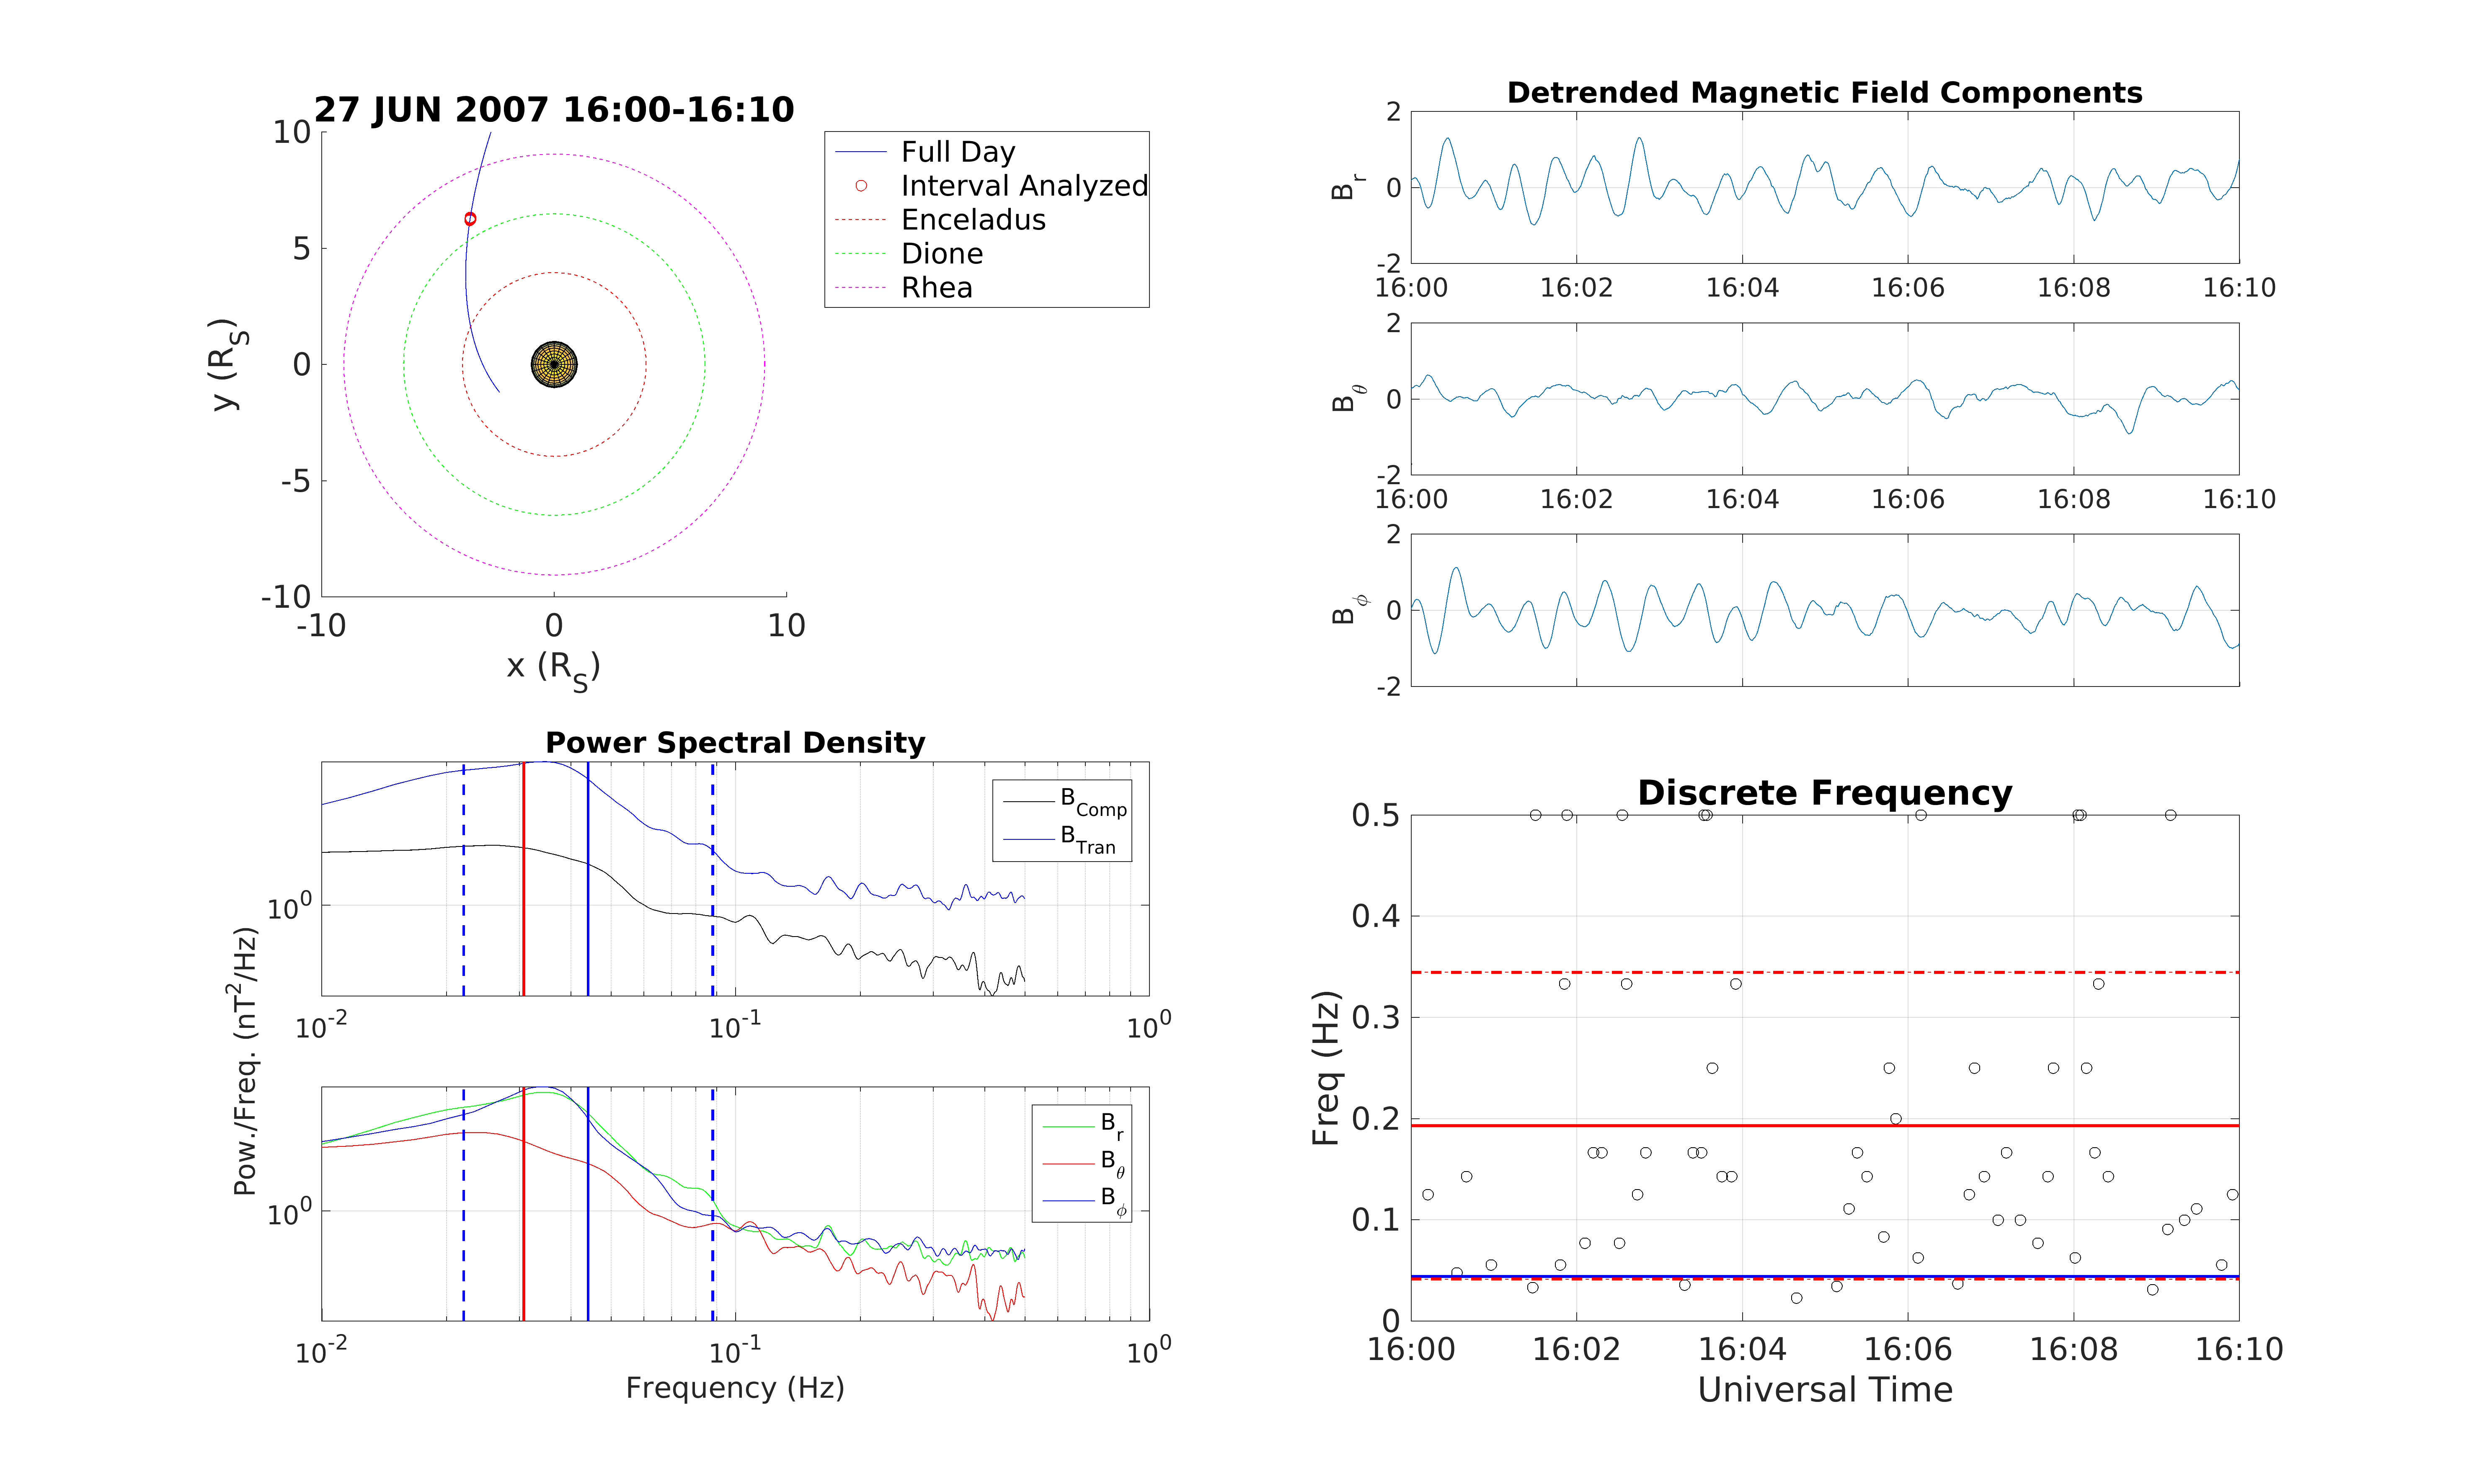 27 JUN 2007 16:00-16:10
10
5
0
-5
-10
-10 0 10
y (R_S)
x (R_S)
Full Day
Interval Analyzed
Enceladus
Dione
Rhea
Detrended Magnetic Field Components
2
0
-2
B_r
16:00 16:02 16:04 16:06 16:08 16:10
2
0
-2
B_θ
16:00 16:02 16:04 16:06 16:08 16:10
2
0
-2
B_ϕ
Power Spectral Density
10^0
10^-2 10^-1 10^0
B_Comp
B_Tran
Pow./Freq. (nT^2/Hz)
10^0
10^-2 10^-1 10^0
B_r
B_θ
B_ϕ
Frequency (Hz)
Discrete Frequency
0.5
0.4
0.3
0.2
0.1
0
Freq (Hz)
16:00 16:02 16:04 16:06 16:08 16:10
Universal Time